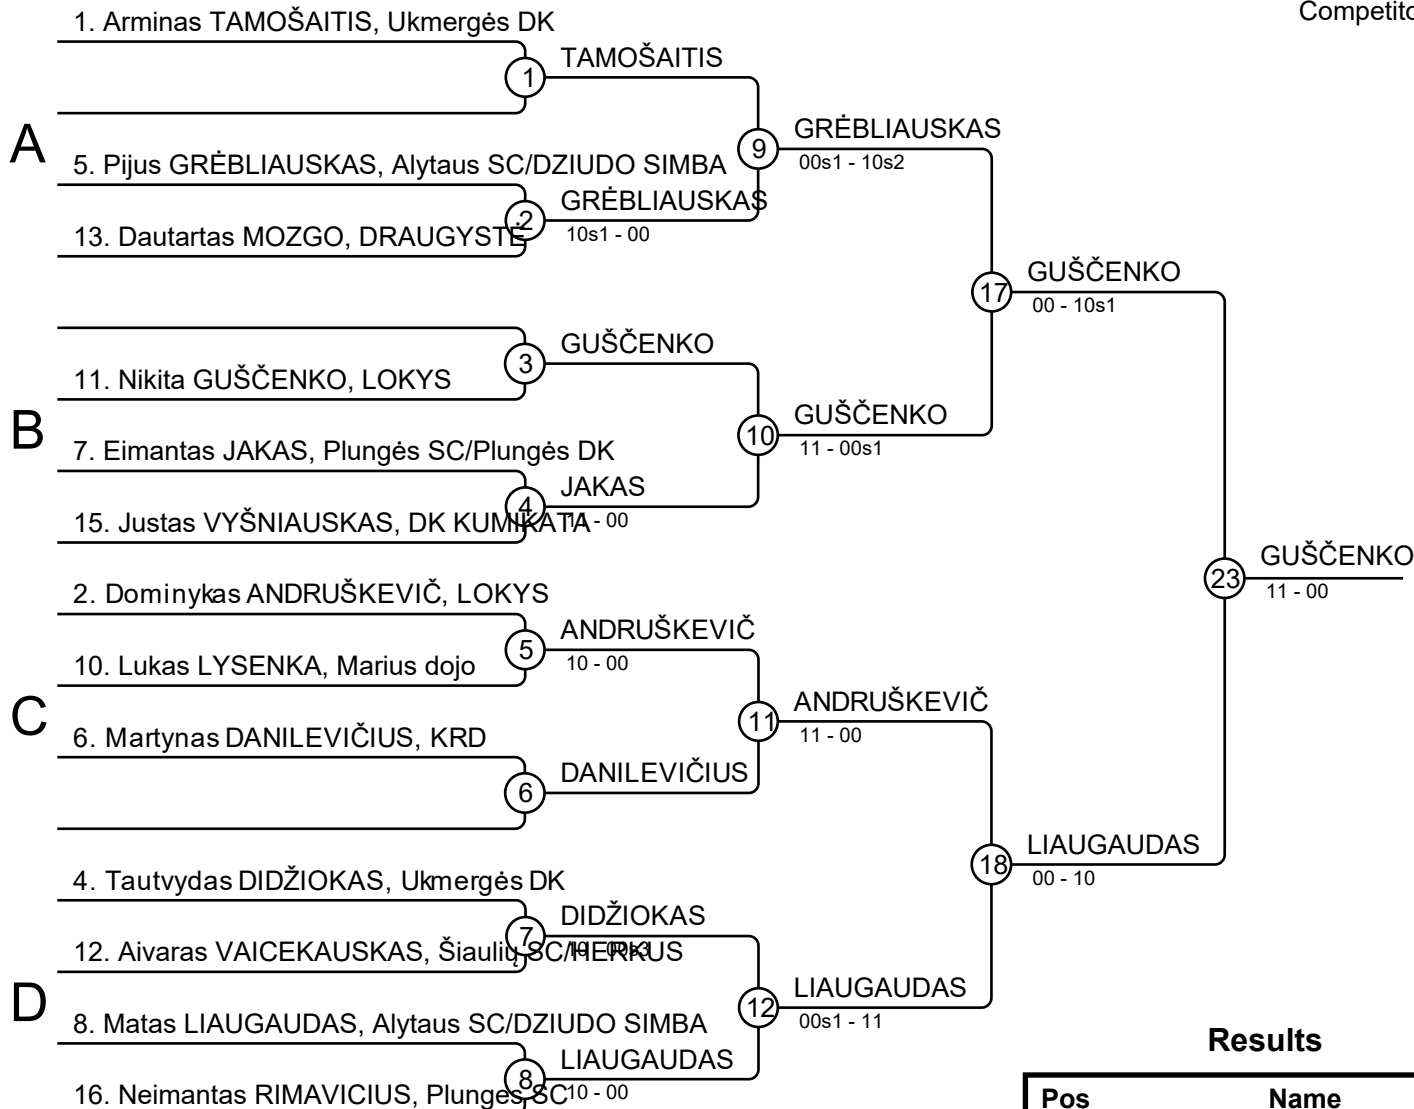 Competito
1. Arminas TAMOŠAITIS, Ukmergės DK
1
TAMOŠAITIS
A
9
GRĖBLIAUSKAS
00s1 - 10s2
5. Pijus GRĖBLIAUSKAS, Alytaus SC/DZIUDO SIMBA
2
GRĖBLIAUSKAS
10s1 - 00
13. Dautartas MOZGO, DRAUGYSTĖ
17
GUŠČENKO
00 - 10s1
3
GUŠČENKO
11. Nikita GUŠČENKO, LOKYS
B
10
GUŠČENKO
11 - 00s1
7. Eimantas JAKAS, Plungės SC/Plungės DK
4
JAKAS
11 - 00
15. Justas VYŠNIAUSKAS, DK KUMIKATA
23
GUŠČENKO
11 - 00
2. Dominykas ANDRUŠKEVIČ, LOKYS
5
ANDRUŠKEVIČ
10 - 00
10. Lukas LYSENKA, Marius dojo
C
11
ANDRUŠKEVIČ
11 - 00
6. Martynas DANILEVIČIUS, KRD
6
DANILEVIČIUS
18
LIAUGAUDAS
00 - 10
4. Tautvydas DIDŽIOKAS, Ukmergės DK
7
DIDŽIOKAS
10 - 00s3
12. Aivaras VAICEKAUSKAS, Šiaulių SC/HERKUS
D
12
LIAUGAUDAS
00s1 - 11
8. Matas LIAUGAUDAS, Alytaus SC/DZIUDO SIMBA
8
LIAUGAUDAS
10 - 00
16. Neimantas RIMAVICIUS, Plungės SC
Results
Pos Name